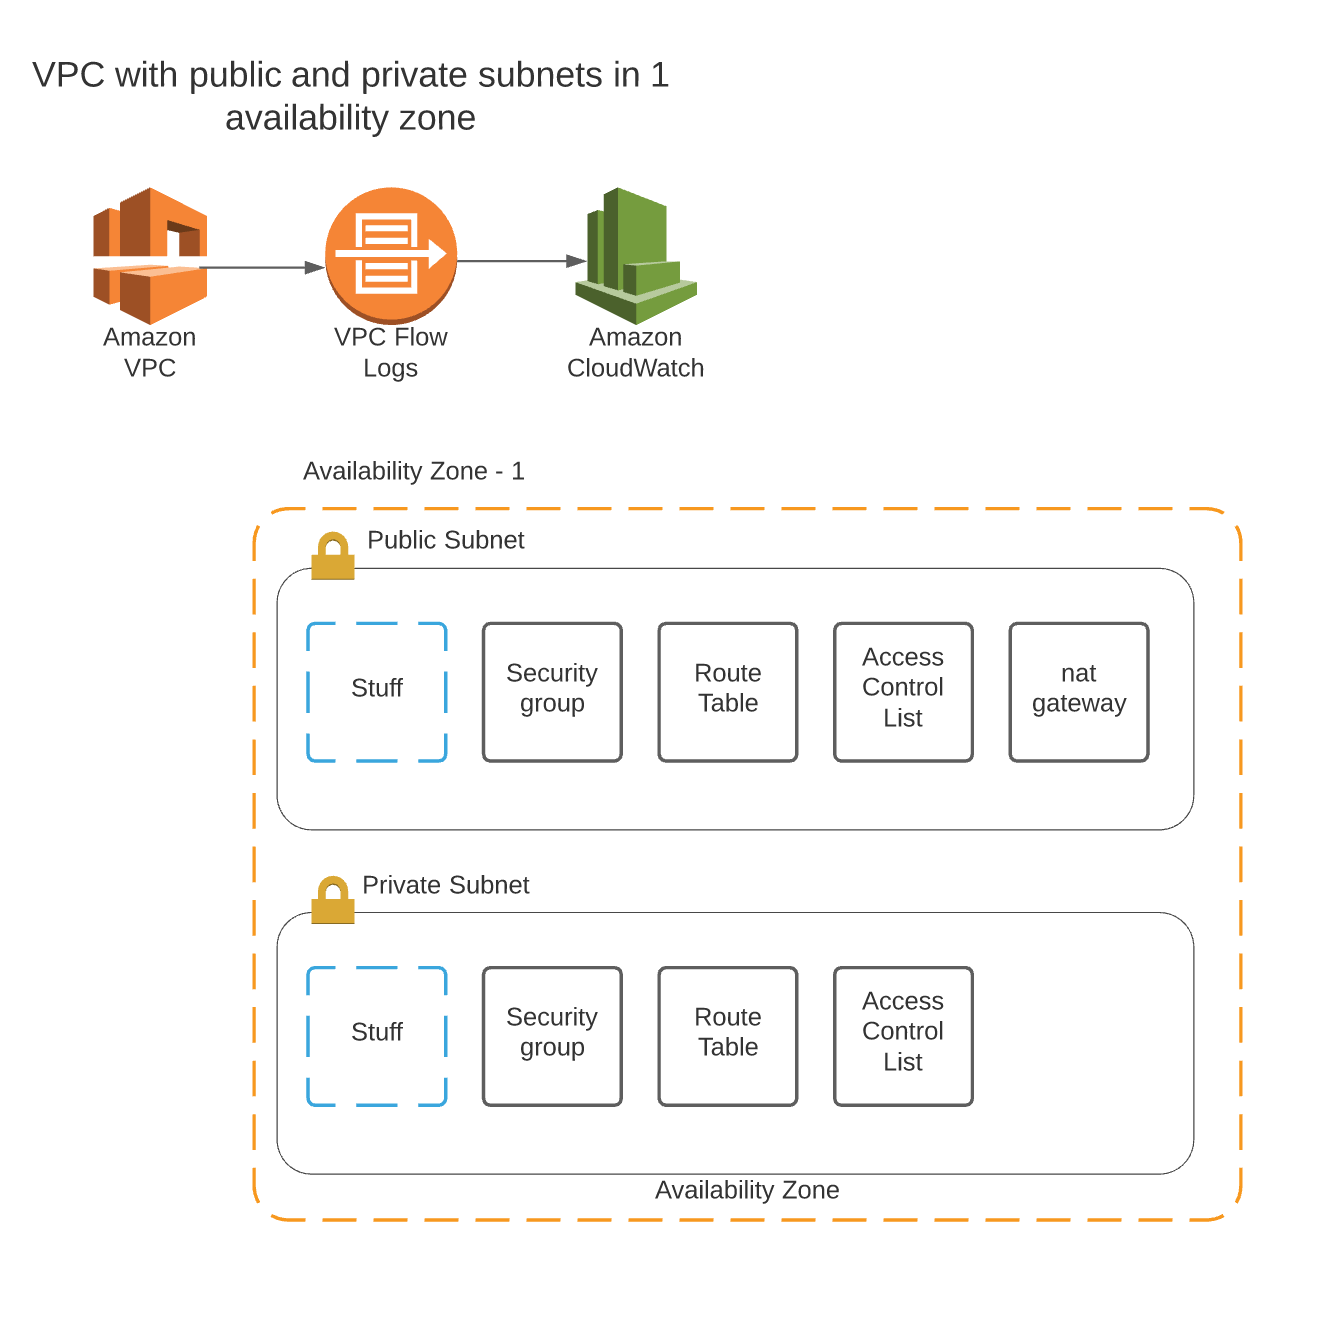 VPC with public and private subnets in 1
availability zone
Amazon
VPC
VPC Flow
Logs
Amazon
CloudWatch
Availability Zone - 1
Public Subnet
Stuff
Security
group
Route
Table
Access
Control
List
nat
gateway
Private Subnet
Stuff
Security
group
Route
Table
Access
Control
List
Availability Zone